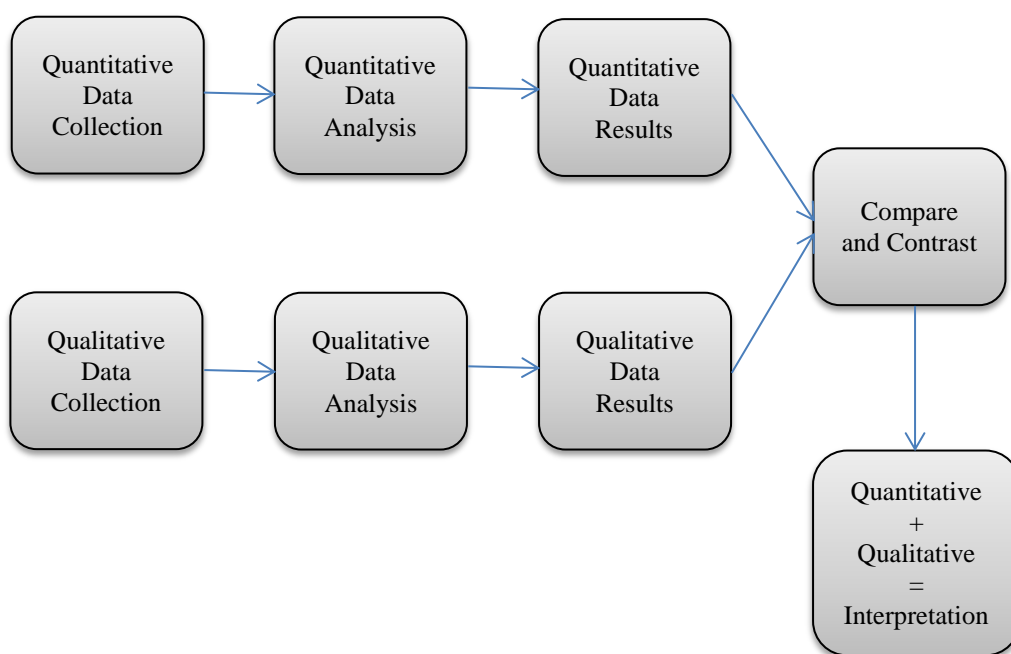 Quantitative
Data
Collection
Quantitative
Data
Analysis
Quantitative
Data
Results
Compare
and Contrast
Qualitative
Data
Collection
Qualitative
Data
Analysis
Qualitative
Data
Results
Quantitative
+
Qualitative
=
Interpretation